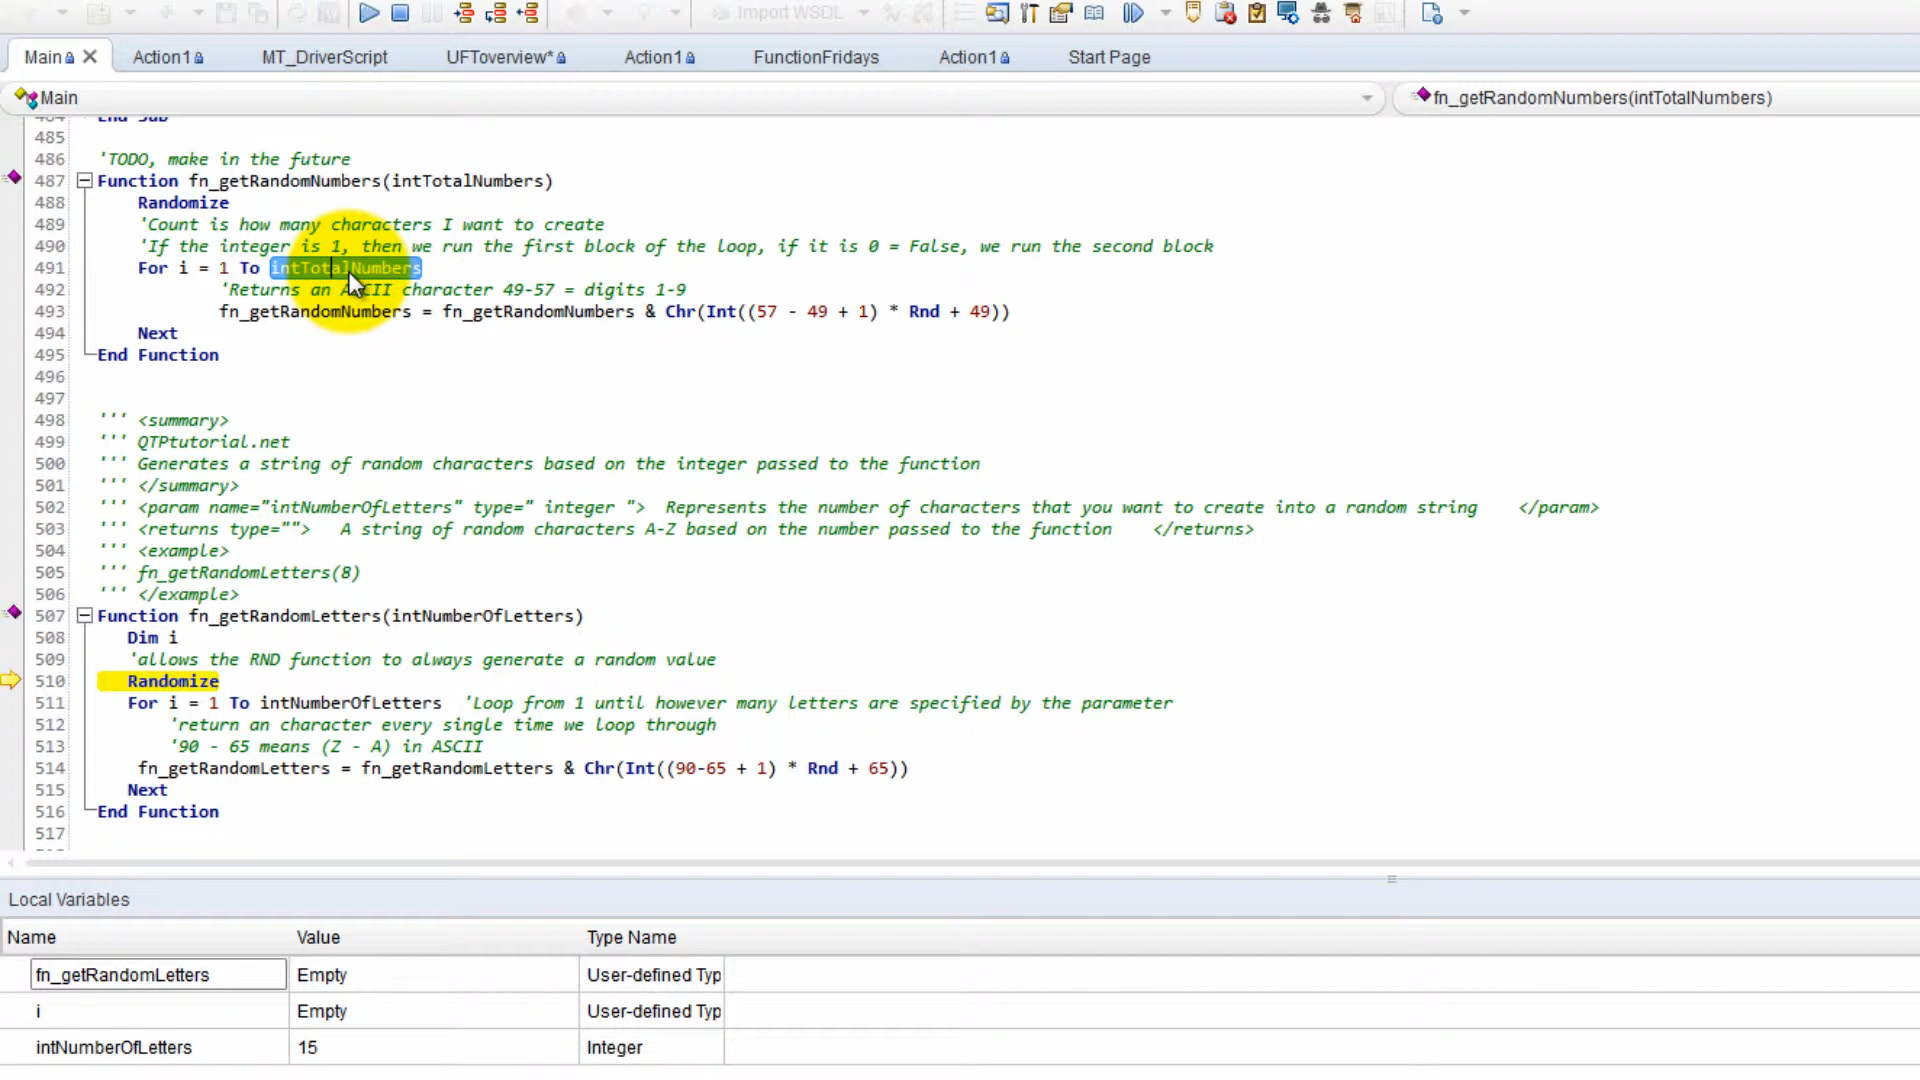 Import WSDL
Main Action1 MT_DriverScript UFToverview* Action1 FunctionFridays Action1 Start Page
Main fn_getRandomNumbers(intTotalNumbers)
484 End Sub
485
486 'TODO, make in the future
487 Function fn_getRandomNumbers(intTotalNumbers)
488 Randomize
489 'Count is how many characters I want to create
490 'If the integer is 1, then we run the first block of the loop, if it is 0 = False, we run the second block
491 For i = 1 To intTotalNumbers
492 'Returns an ASCII character 49-57 = digits 1-9
493 fn_getRandomNumbers = fn_getRandomNumbers & Chr(Int((57 - 49 + 1) * Rnd + 49))
494 Next
495 End Function
496
497
498 ''' <summary>
499 ''' QTPtutorial.net
500 ''' Generates a string of random characters based on the integer passed to the function
501 ''' </summary>
502 ''' <param name="intNumberOfLetters" type=" integer ">  Represents the number of characters that you want to create into a random string    </param>
503 ''' <returns type="">   A string of random characters A-Z based on the number passed to the function    </returns>
504 ''' <example>
505 ''' fn_getRandomLetters(8)
506 ''' </example>
507 Function fn_getRandomLetters(intNumberOfLetters)
508 Dim i
509 'allows the RND function to always generate a random value
510 Randomize
511 For i = 1 To intNumberOfLetters  'Loop from 1 until however many letters are specified by the parameter
512 'return an character every single time we loop through
513 '90 - 65 means (Z - A) in ASCII
514 fn_getRandomLetters = fn_getRandomLetters & Chr(Int((90-65 + 1) * Rnd + 65))
515 Next
516 End Function
517
Local Variables
Name Value Type Name
fn_getRandomLetters Empty User-defined Typ
i Empty User-defined Typ
intNumberOfLetters 15 Integer